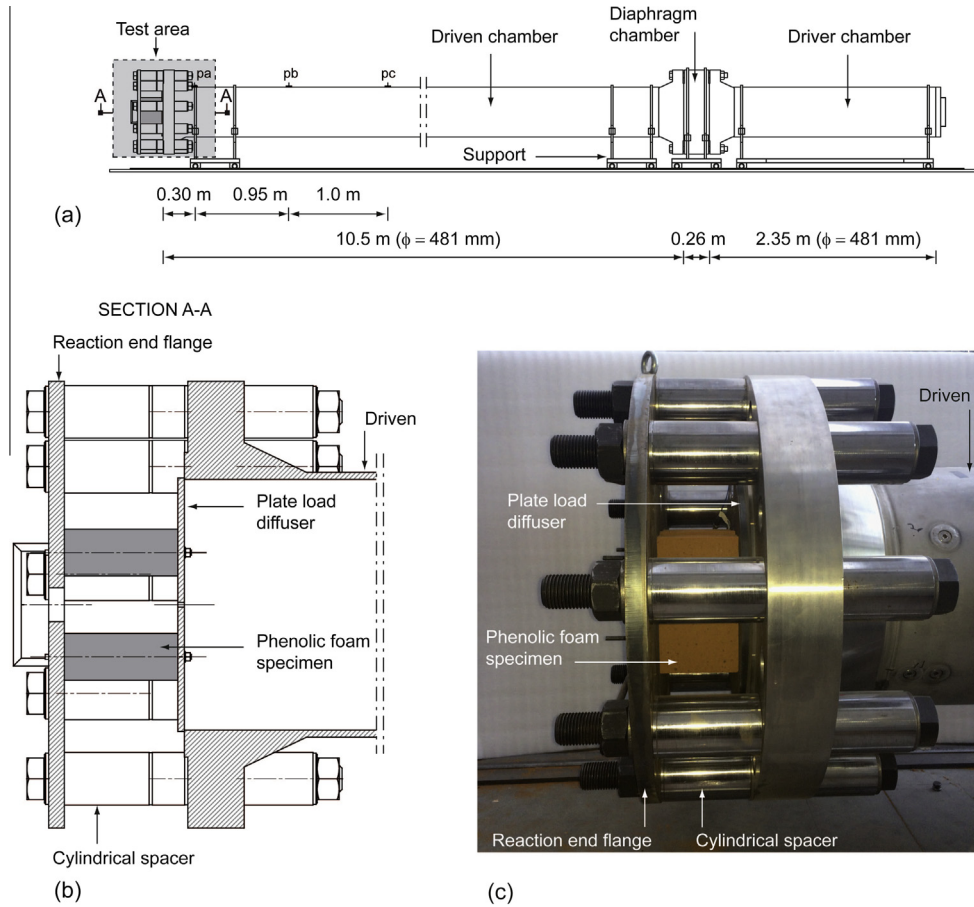 Test area
Driven chamber
Diaphragm
chamber
Driver chamber
pa
pb
pc
A
A
Support
0.30 m
0.95 m
1.0 m
(a)
10.5 m (ϕ = 481 mm)
0.26 m
2.35 m (ϕ = 481 mm)
SECTION A-A
Reaction end flange
Driven
Plate load
diffuser
Phenolic foam
specimen
Cylindrical spacer
(b)
Driven
Plate load
diffuser
Phenolic foam
specimen
Reaction end flange
Cylindrical spacer
(c)